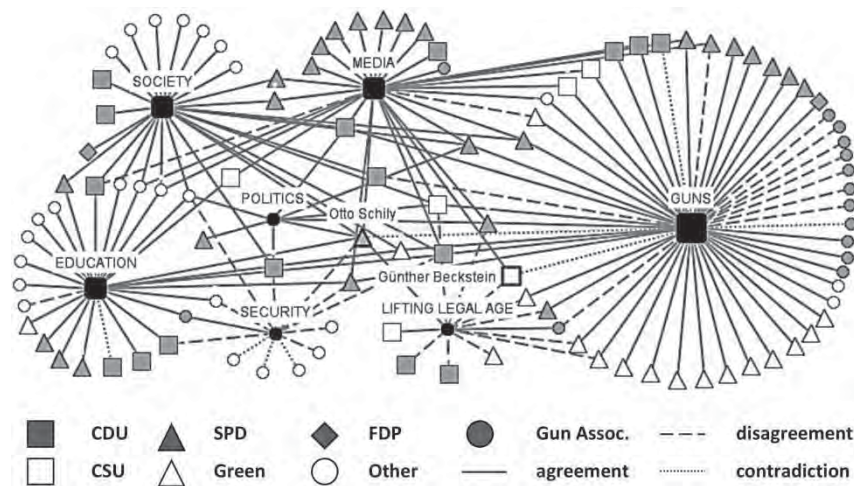 SOCIETY
MEDIA
GUNS
POLITICS
Otto Schily
EDUCATION
Günther Beckstein
SECURITY
LIFTING LEGAL AGE
CDU SPD FDP Gun Assoc. disagreement
CSU Green Other agreement contradiction